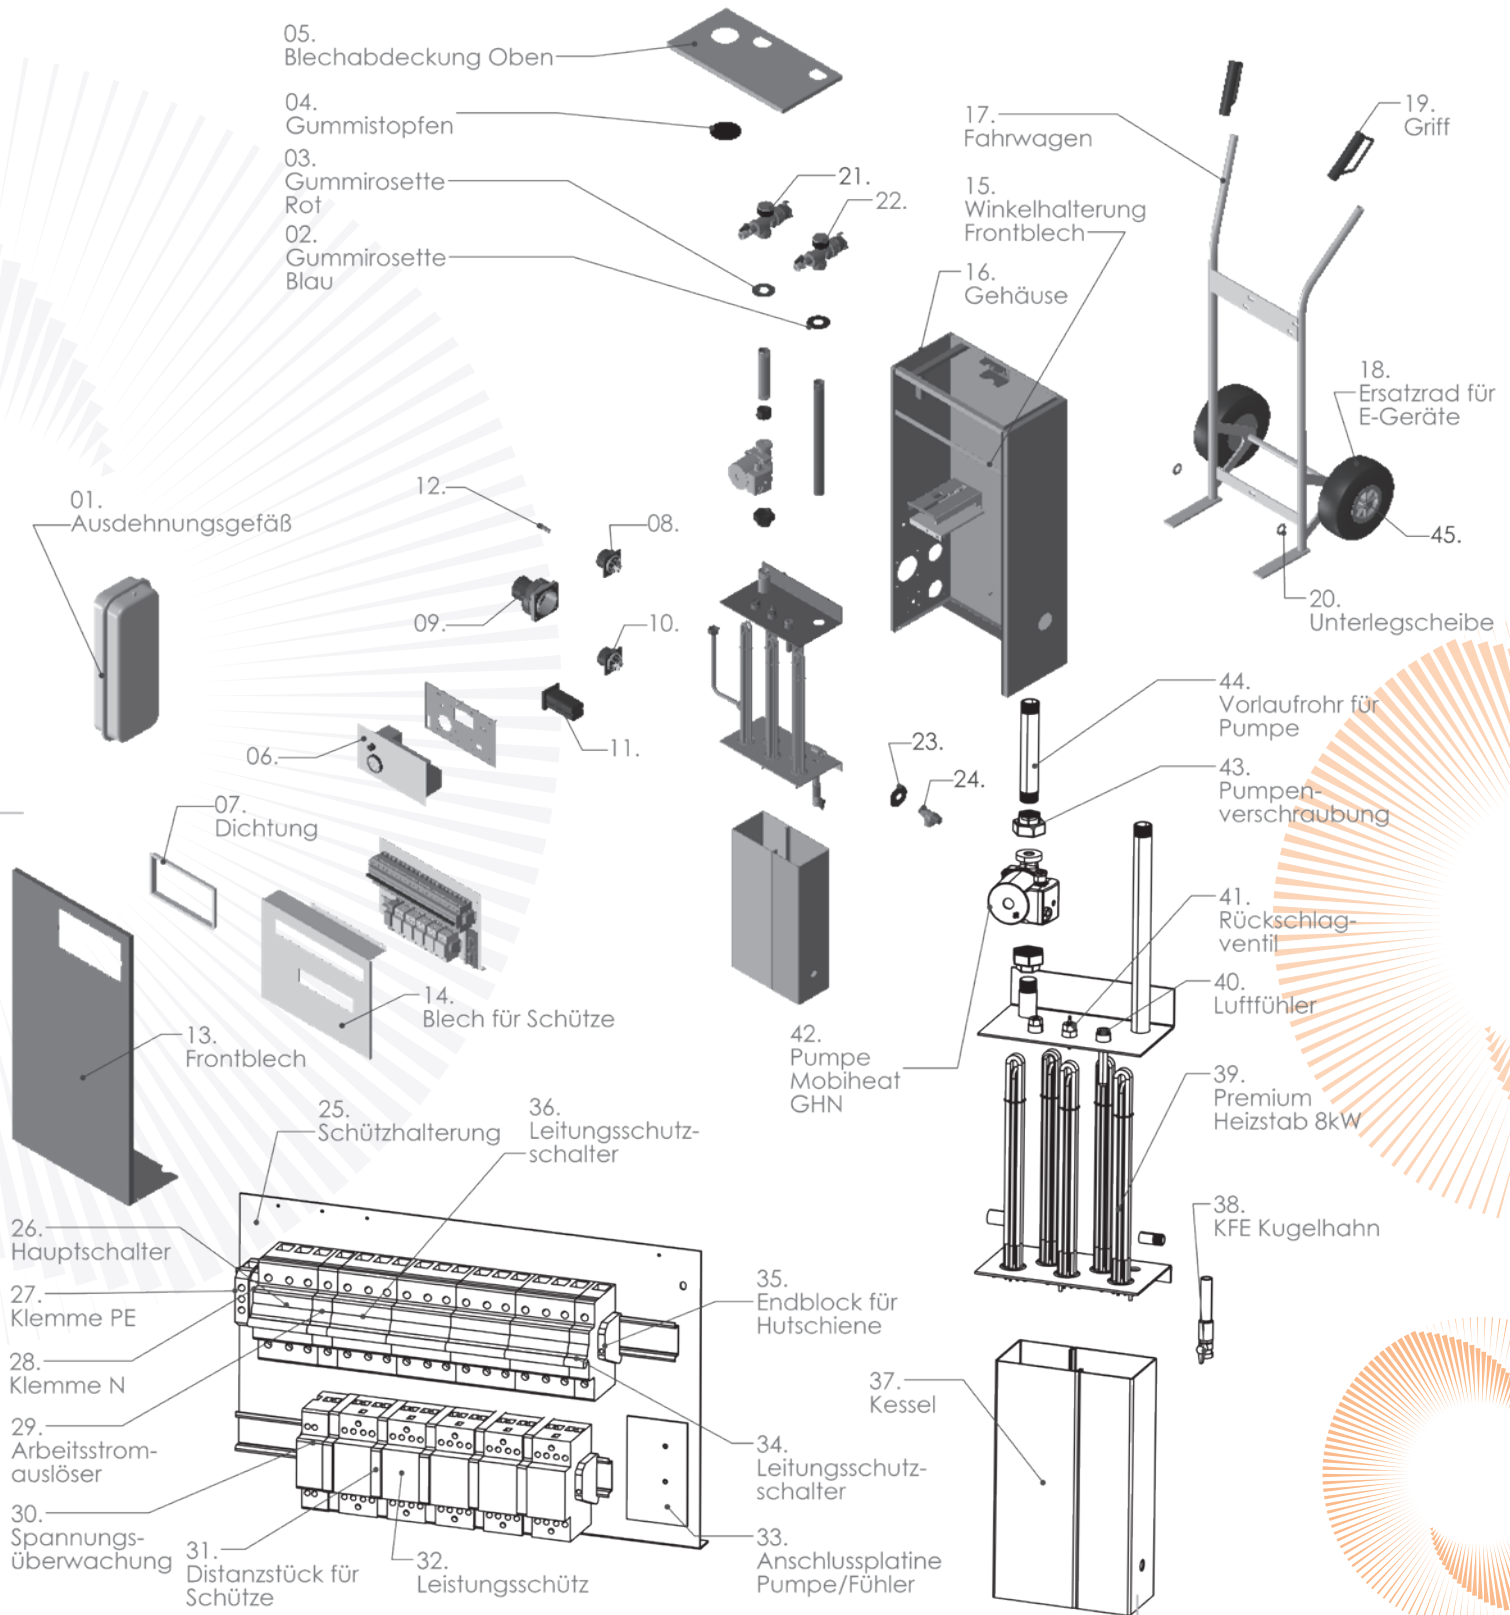 05.
Blechabdeckung Oben
04.
Gummistopfen
03.
Gummirosette
Rot
02.
Gummirosette
Blau
21.
22.
17.
Fahrwagen
19.
Griff
15.
Winkelhalterung
Frontblech
16.
Gehäuse
18.
Ersatzrad für
E-Geräte
45.
20.
Unterlegscheibe
01.
Ausdehnungsgefäß
12.
08.
09.
10.
11.
06.
07.
Dichtung
23.
24.
44.
Vorlaufrohr für
Pumpe
43.
Pumpen-
verschraubung
41.
Rückschlag-
ventil
40.
Luftfühler
42.
Pumpe
Mobiheat
GHN
39.
Premium
Heizstab 8kW
38.
KFE Kugelhahn
14.
Blech für Schütze
13.
Frontblech
25.
Schützhalterung
36.
Leitungsschutz-
schalter
26.
Hauptschalter
27.
Klemme PE
28.
Klemme N
29.
Arbeitsstrom-
auslöser
30.
Spannungs-
überwachung
31.
Distanzstück für
Schütze
32.
Leistungsschütz
35.
Endblock für
Hutschiene
34.
Leitungsschutz-
schalter
33.
Anschlussplatine
Pumpe/Fühler
37.
Kessel